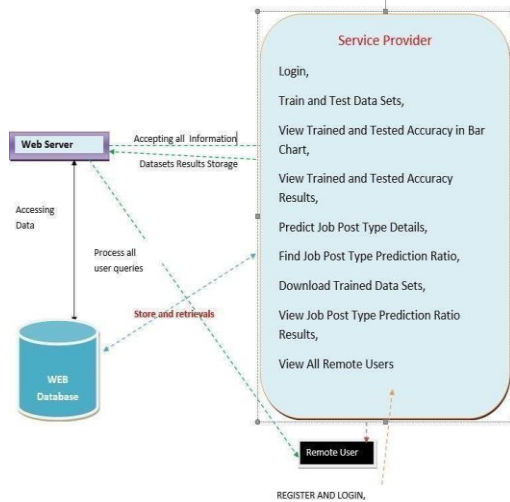 Service Provider
Login,
Train and Test Data Sets,
View Trained and Tested Accuracy in Bar
Chart,
View Trained and Tested Accuracy
Results,
Predict Job Post Type Details,
Find Job Post Type Prediction Ratio,
Download Trained Data Sets,
View Job Post Type Prediction Ratio
Results,
View All Remote Users
Web Server
Accepting all Information
Datasets Results Storage
Accessing
Data
Process all
user queries
Store and retrievals
WEB
Database
Remote User
REGISTER AND LOGIN,